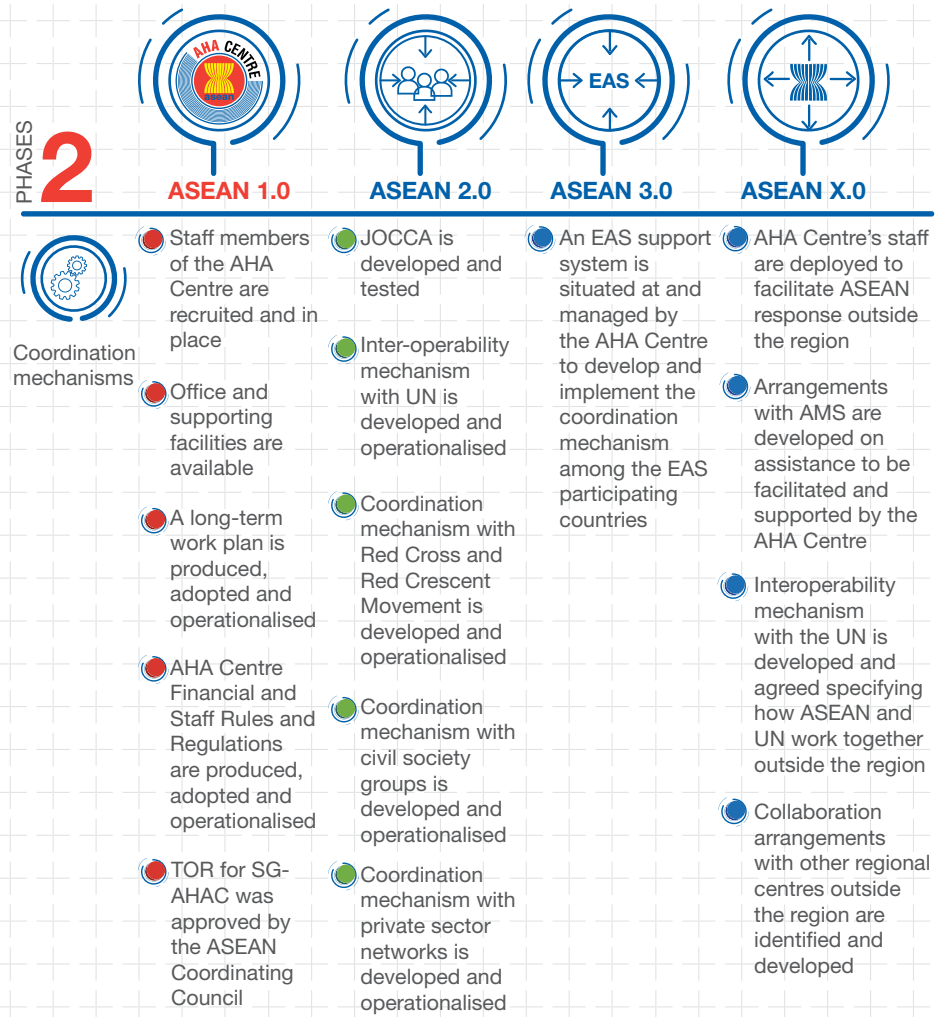 PHASES
2
AHA CENTRE
asean
EAS
ASEAN 1.0
ASEAN 2.0
ASEAN 3.0
ASEAN X.0
Coordination
mechanisms
Staff members
of the AHA
Centre are
recruited and in
place
Office and
supporting
facilities are
available
A long-term
work plan is
produced,
adopted and
operationalised
AHA Centre
Financial and
Staff Rules and
Regulations
are produced,
adopted and
operationalised
TOR for SG-
AHAC was
approved by
the ASEAN
Coordinating
Council
JOCCA is
developed and
tested
Inter-operability
mechanism
with UN is
developed and
operationalised
Coordination
mechanism with
Red Cross and
Red Crescent
Movement is
developed and
operationalised
Coordination
mechanism with
civil society
groups is
developed and
operationalised
Coordination
mechanism with
private sector
networks is
developed and
operationalised
An EAS support
system is
situated at and
managed by
the AHA Centre
to develop and
implement the
coordination
mechanism
among the EAS
participating
countries
AHA Centre's staff
are deployed to
facilitate ASEAN
response outside
the region
Arrangements
with AMS are
developed on
assistance to be
facilitated and
supported by the
AHA Centre
Interoperability
mechanism
with the UN is
developed and
agreed specifying
how ASEAN and
UN work together
outside the region
Collaboration
arrangements
with other regional
centres outside
the region are
identified and
developed